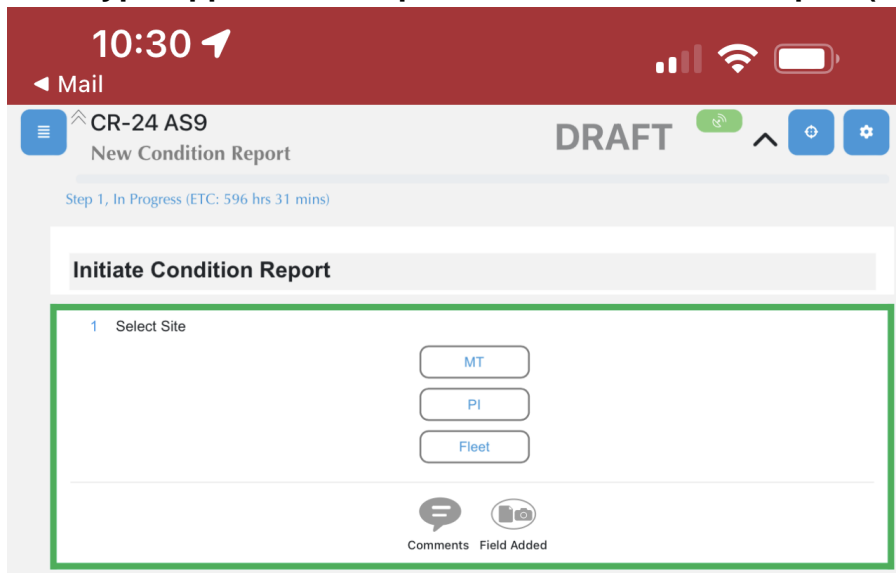 10:30
Mail
CR-24 AS9
New Condition Report
DRAFT
Step 1, In Progress (ETC: 596 hrs 31 mins)
Initiate Condition Report
1 Select Site
MT
PI
Fleet
Comments Field Added